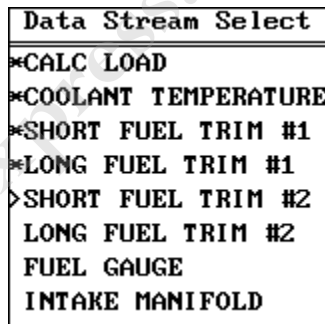 Data Stream Select
*CALC LOAD
*COOLANT TEMPERATURE
*SHORT FUEL TRIM #1
*LONG FUEL TRIM #1
>SHORT FUEL TRIM #2
LONG FUEL TRIM #2
FUEL GAUGE
INTAKE MANIFOLD